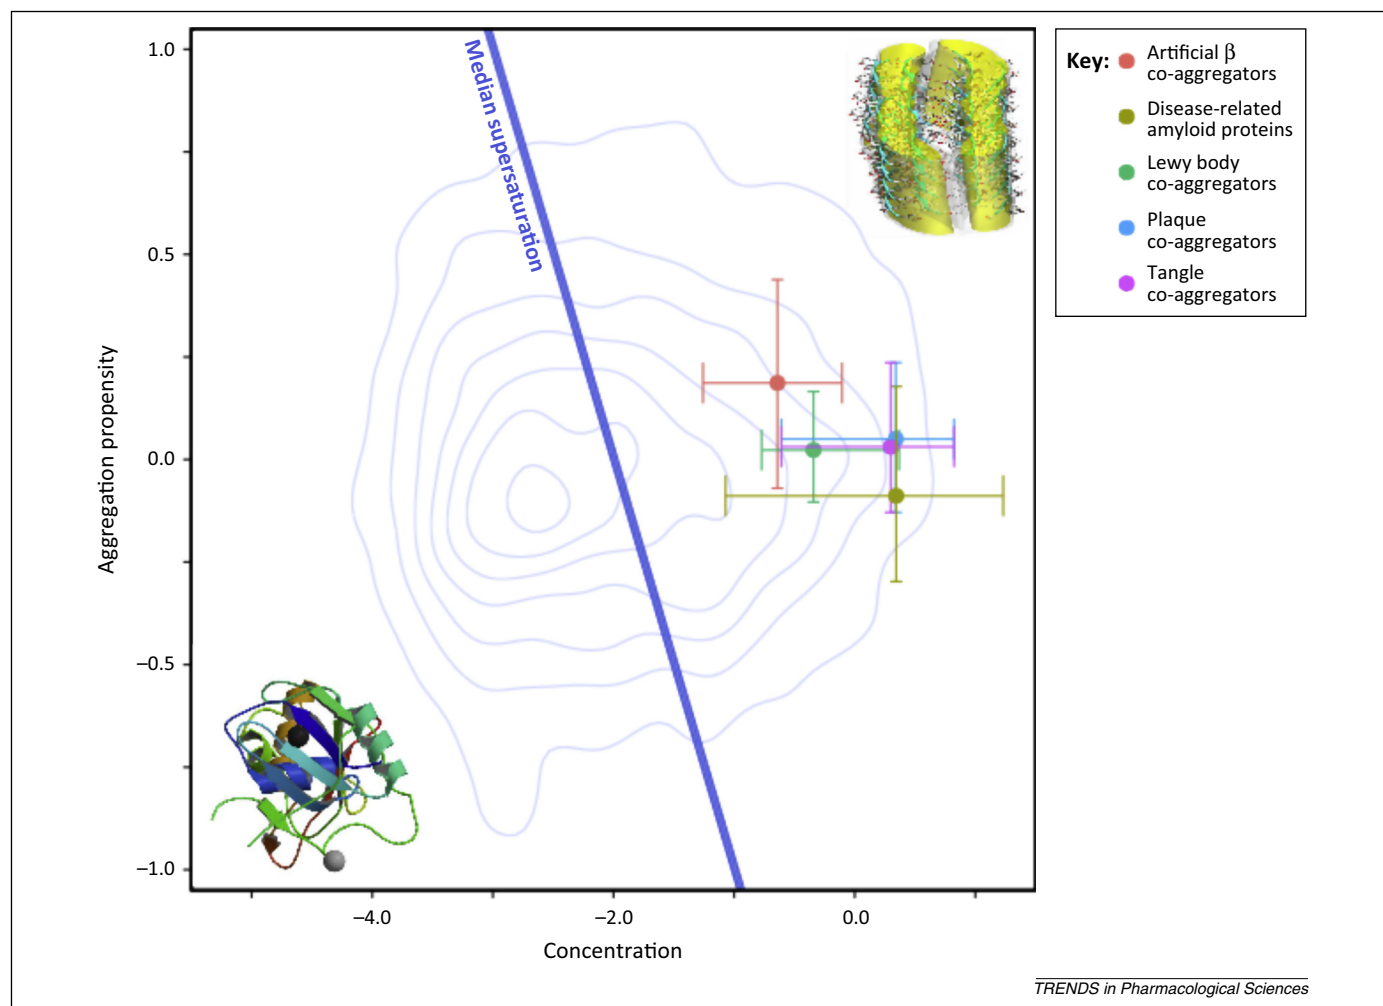 1.0
0.5
0.0
−0.5
−1.0
Aggregation propensity
−4.0
−2.0
0.0
Concentration
Median supersaturation
Key:
Artificial β
co-aggregators
Disease-related
amyloid proteins
Lewy body
co-aggregators
Plaque
co-aggregators
Tangle
co-aggregators
TRENDS in Pharmacological Sciences